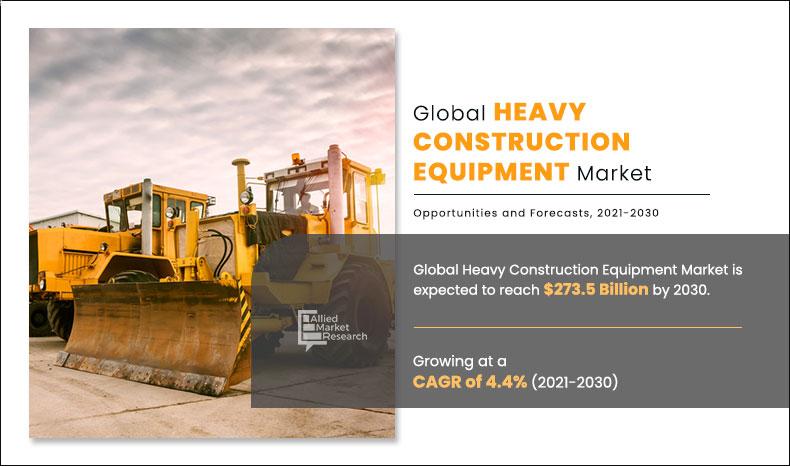 Global HEAVY
CONSTRUCTION
EQUIPMENT Market
Opportunities and Forecasts, 2021-2030
Global Heavy Construction Equipment Market is
expected to reach $273.5 Billion by 2030.
Allied
Market
Research
Growing at a
CAGR of 4.4% (2021-2030)